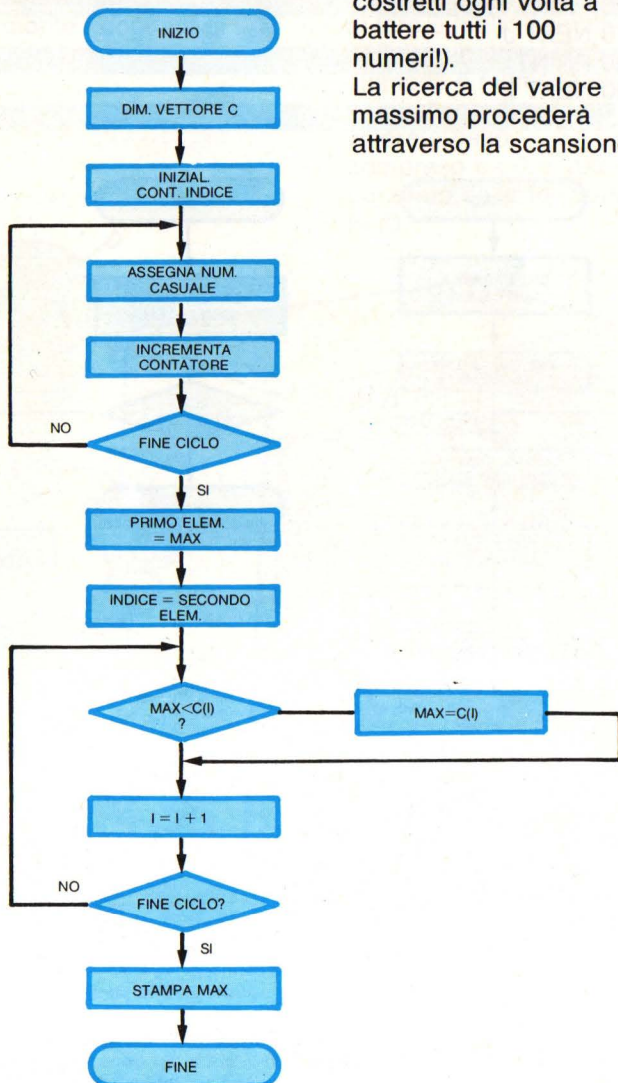 costretti ogni volta a
battere tutti i 100
numeri!).
La ricerca del valore
massimo procederà
attraverso la scansion
INIZIO
DIM. VETTORE C
INIZIAL.
CONT. INDICE
ASSEGNA NUM.
CASUALE
INCREMENTA
CONTATORE
NO
FINE CICLO
SI
PRIMO ELEM.
= MAX
INDICE = SECONDO
ELEM.
MAX<C(I)
?
MAX=C(I)
I = I + 1
NO
FINE CICLO?
SI
STAMPA MAX
FINE